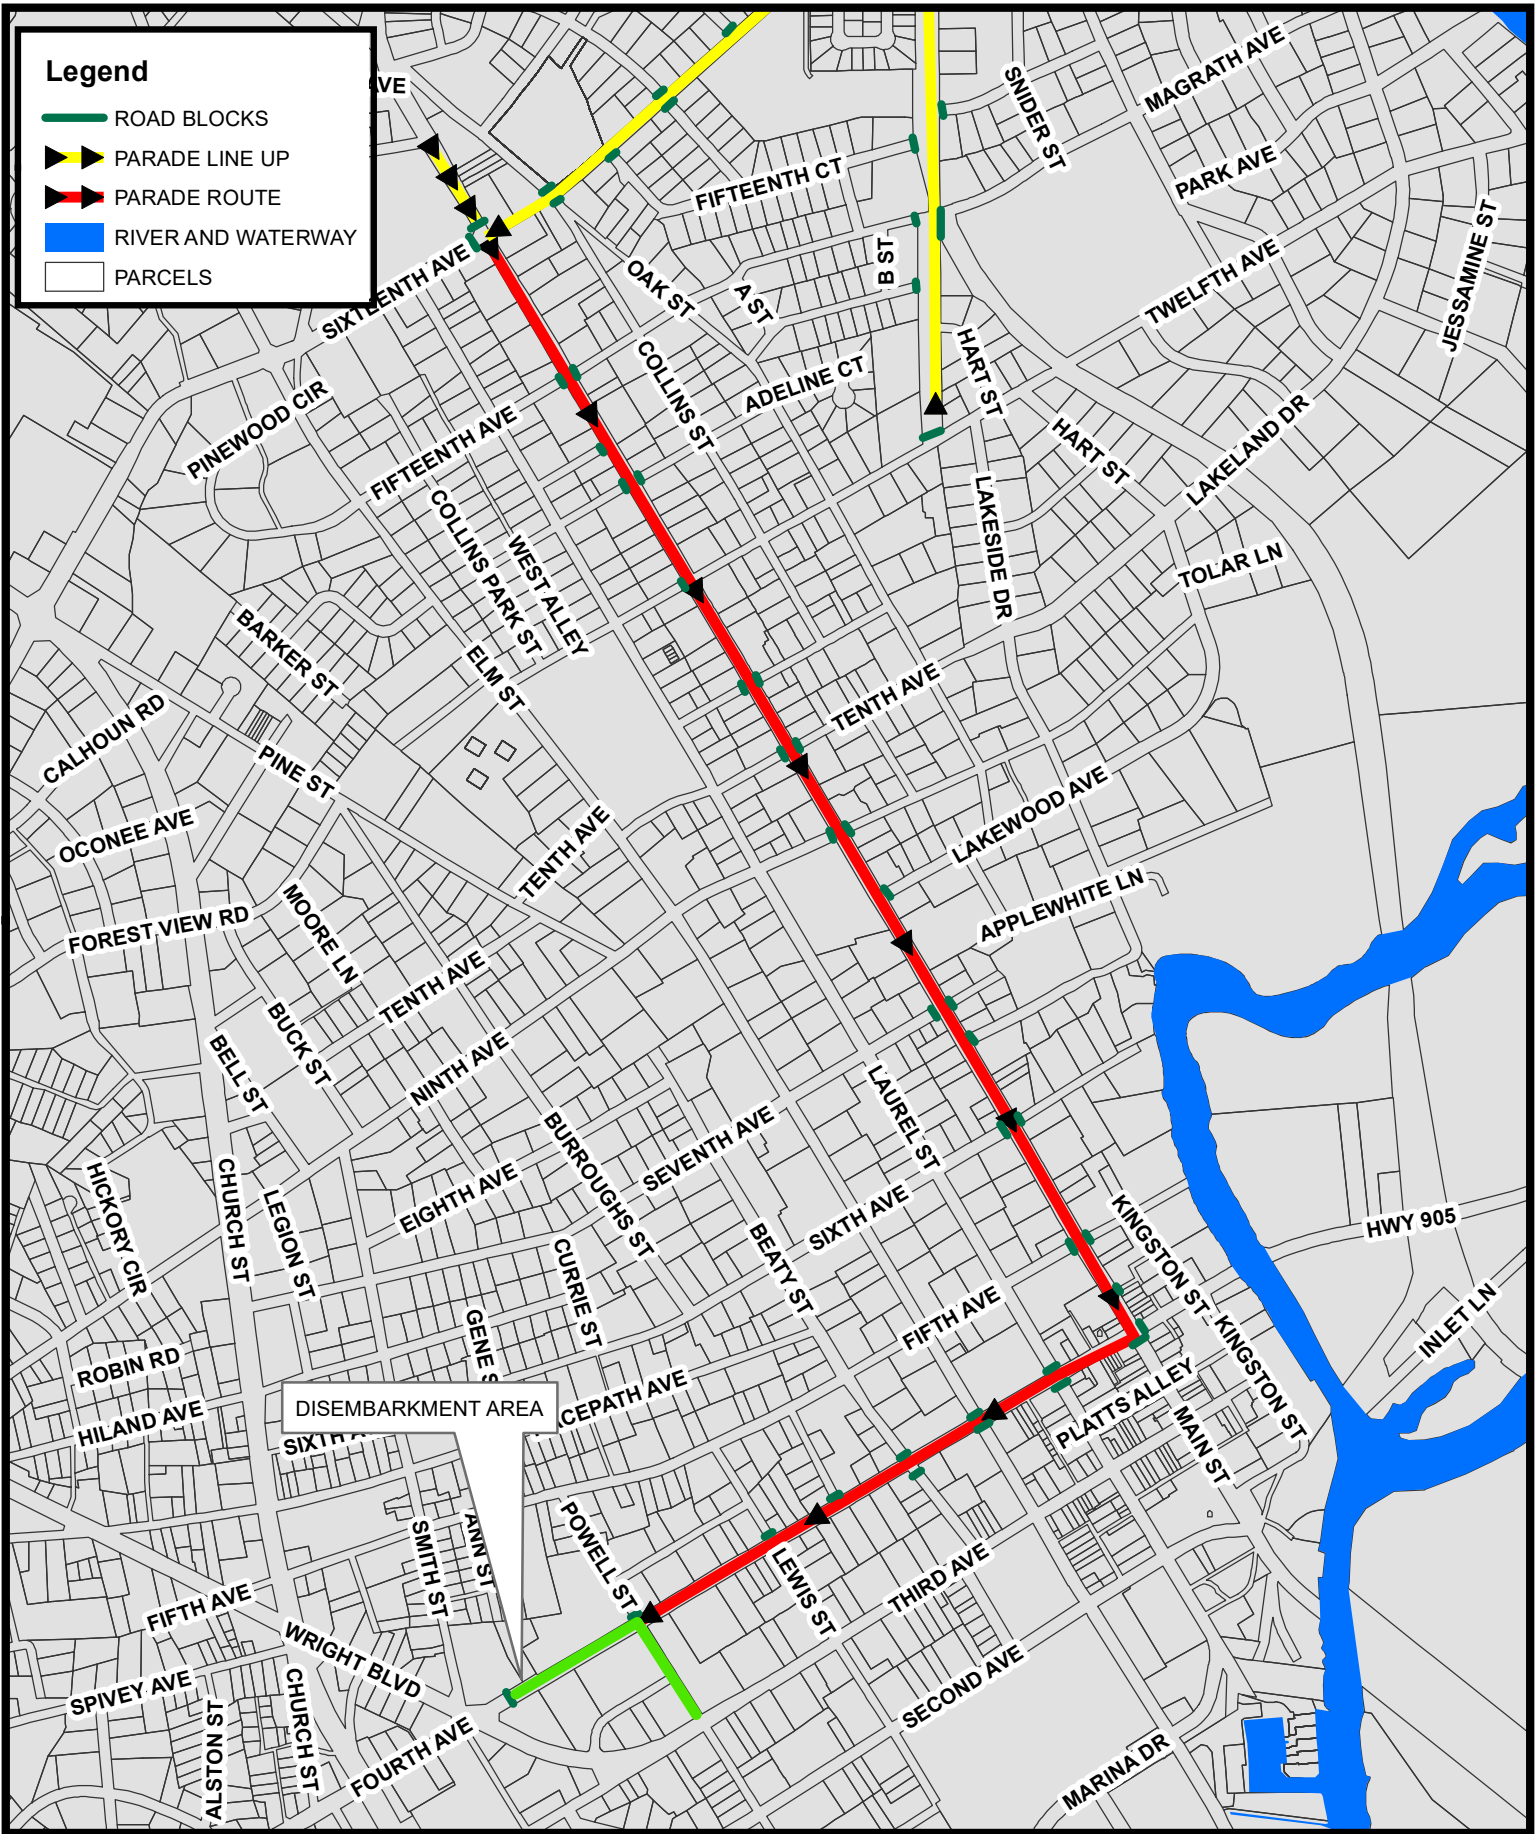 Legend
ROAD BLOCKS
PARADE LINE UP
PARADE ROUTE
RIVER AND WATERWAY
PARCELS
AVE
SNIDER ST
MAGRATH AVE
PARK AVE
FIFTEENTH CT
JESSAMINE ST
SIXTEENTH AVE
OAK ST
A ST
B ST
TWELFTH AVE
COLLINS ST
ADELINE CT
HART ST
PINEWOOD CIR
FIFTEENTH AVE
HART ST
LAKELAND DR
COLLINS PARK ST
WEST ALLEY
LAKESIDE DR
TOLAR LN
BARKER ST
ELM ST
TENTH AVE
CALHOUN RD
PINE ST
LAKEWOOD AVE
OCONEE AVE
TENTH AVE
APPLEWHITE LN
FOREST VIEW RD
MOORE LN
TENTH AVE
BUCK ST
BELL ST
NINTH AVE
LAUREL ST
BURROUGHS ST
SEVENTH AVE
HICKORY CIR
CHURCH ST
LEGION ST
EIGHTH AVE
SIXTH AVE
KINGSTON ST
HWY 905
CURRIE ST
BEATY ST
FIFTH AVE
INLET LN
GENE S
KINGSTON ST
ROBIN RD
HILAND AVE
DISEMBARKMENT AREA
SIXTH A
ACEPATH AVE
PLATTS ALLEY
MAIN ST
SMITH ST
ANN ST
POWELL ST
LEWIS ST
THIRD AVE
FIFTH AVE
WRIGHT BLVD
SECOND AVE
SPIVEY AVE
ALSTON ST
CHURCH ST
FOURTH AVE
MARINA DR